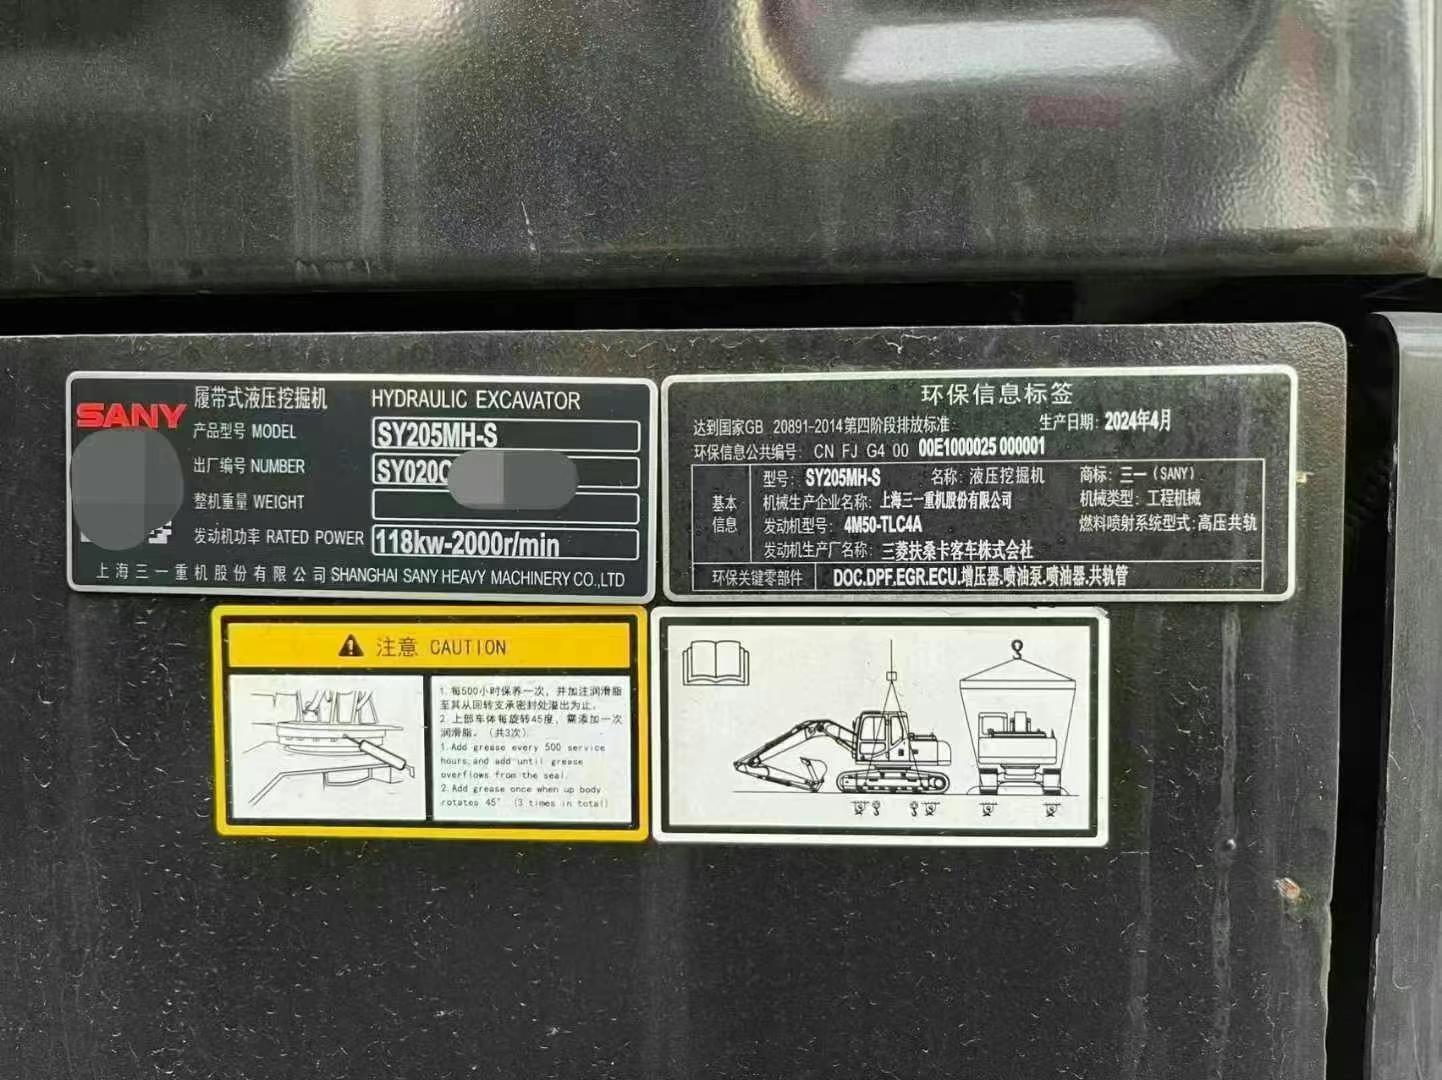 SANY
履带式液压挖掘机 HYDRAULIC EXCAVATOR
产品型号 MODEL SY205MH-S
出厂编号 NUMBER SY020C
整机重量 WEIGHT
发动机功率 RATED POWER 118kw-2000r/min
上海三一重机股份有限公司 SHANGHAI SANY HEAVY MACHINERY CO.,LTD
环保信息标签
达到国家GB 20891-2014第四阶段排放标准: 生产日期: 2024年4月
环保信息公共编号: CN FJ G4 00 00E1000025 000001
基本信息
型号: SY205MH-S 名称: 液压挖掘机 商标: 三一 (SANY)
机械生产企业名称: 上海三一重机股份有限公司 机械类型: 工程机械
发动机型号: 4M50-TLC4A 燃料喷射系统型式: 高压共轨
发动机生产厂名称: 三菱扶桑卡客车株式会社
环保关键零部件 DOC.DPF.EGR.ECU.增压器.喷油泵.喷油器.共轨管
注意 CAUTION
1. 每500小时保养一次, 并加注润滑脂
至其从回转支承密封处溢出为止.
2. 上部车体每旋转45度, 需添加一次
润滑脂. (共3次)
1. Add grease every 500 service
hours, and add until grease
overflows from the seal.
2. Add grease once when up body
rotates 45° (3 times in total)